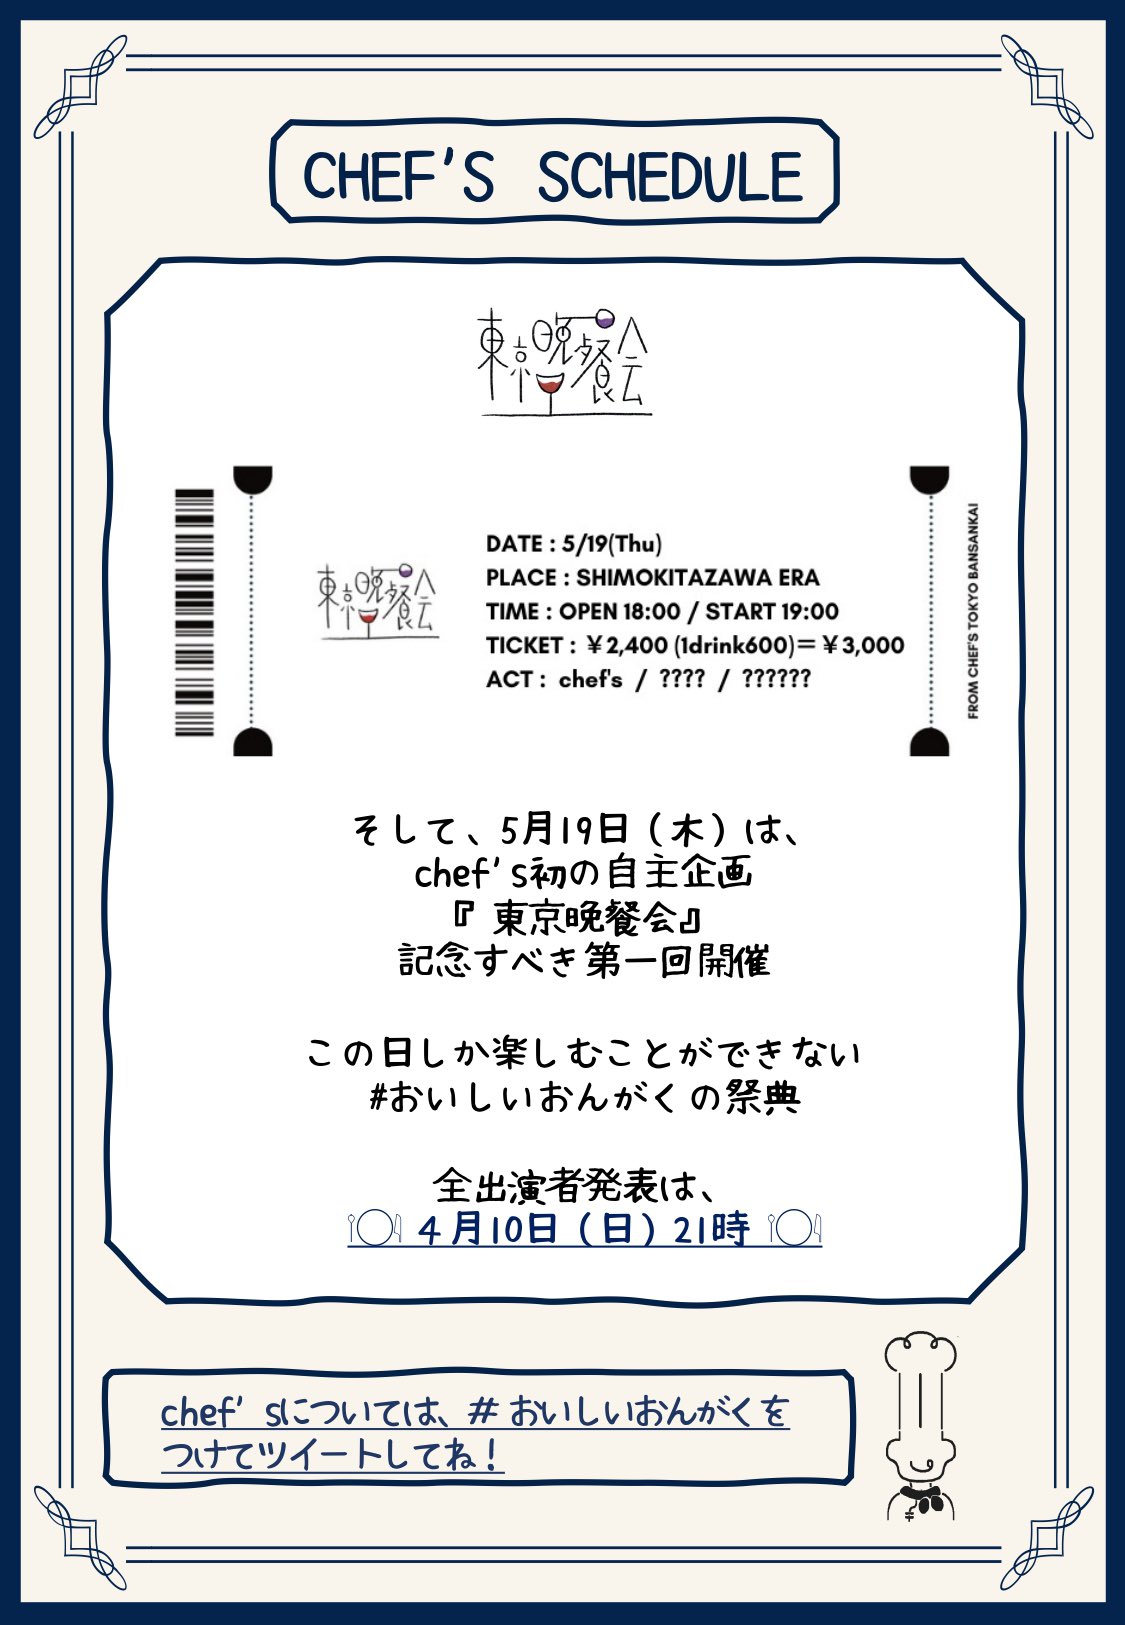 CHEF'S SCHEDULE
東京晩餐会
東京晩餐会
DATE : 5/19(Thu)
PLACE : SHIMOKITAZAWA ERA
TIME : OPEN 18:00 / START 19:00
TICKET : ￥2,400 (1drink600)＝￥3,000
ACT : chef's / ???? / ??????
FROM CHEF'S TOKYO BANSANKAI
そして、5月19日（木）は、
chef's初の自主企画
『東京晩餐会』
記念すべき第一回開催
この日しか楽しむことができない
#おいしいおんがくの祭典
全出演者発表は、
🍽 4月10日（日）21時 🍽
chef'sについては、＃おいしいおんがくを
つけてツイートしてね！